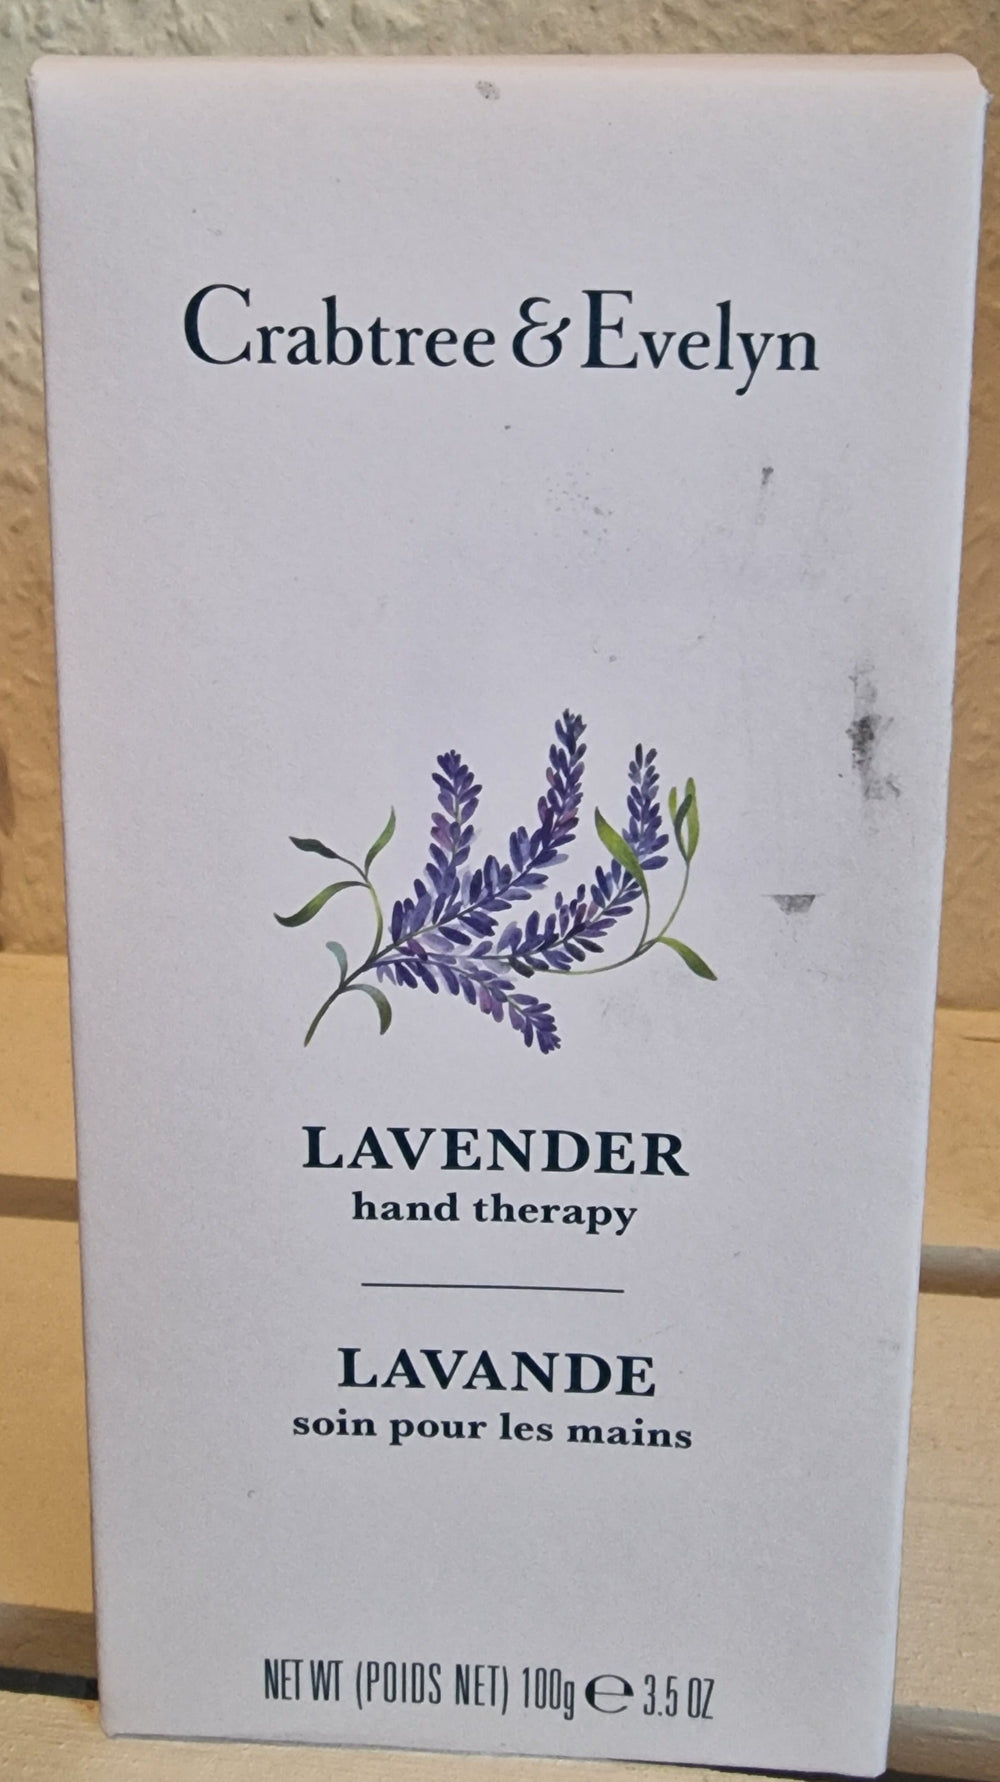 Crabtree & Evelyn
LAVENDER
hand therapy
LAVANDE
soin pour les mains
NET WT (POIDS NET) 100g ℮ 3.5 OZ